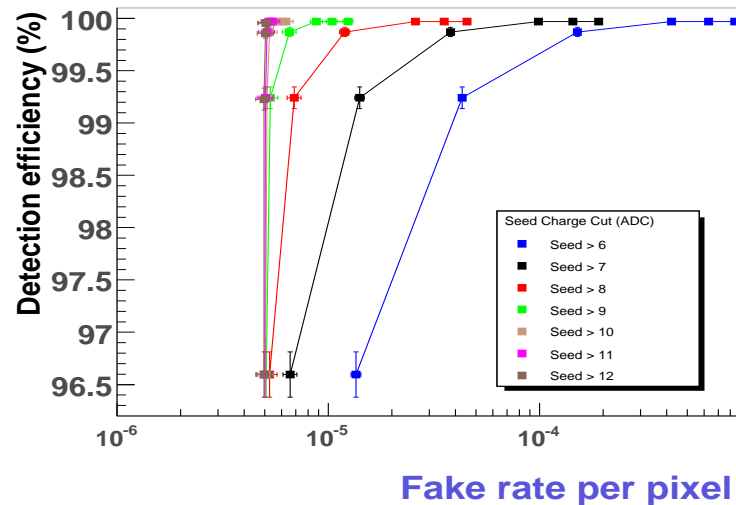 Detection efficiency (%)
100
99.5
99
98.5
98
97.5
97
96.5
10-6
10-5
10-4
Fake rate per pixel
Seed Charge Cut (ADC)
Seed > 6
Seed > 7
Seed > 8
Seed > 9
Seed > 10
Seed > 11
Seed > 12